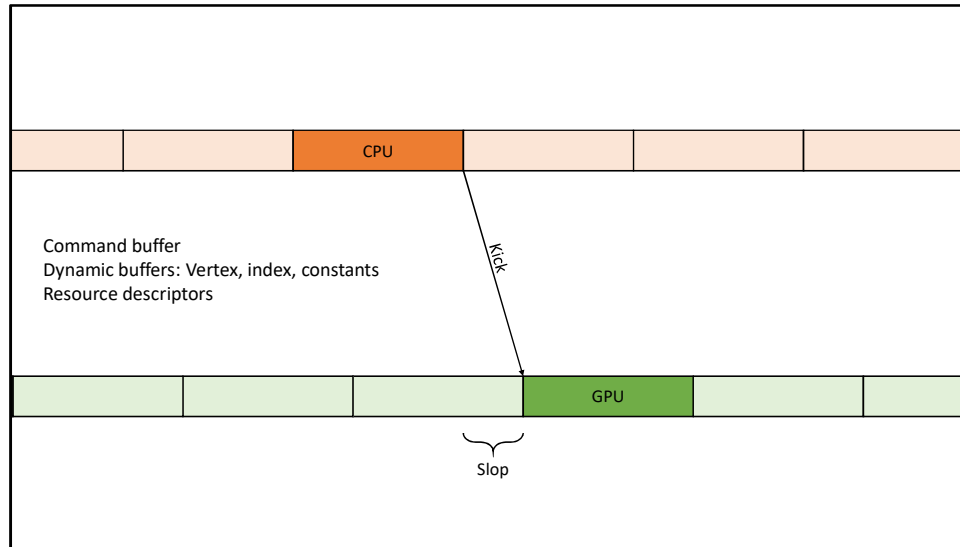 CPU
Command buffer
Dynamic buffers: Vertex, index, constants
Resource descriptors
Kick
GPU
Slop